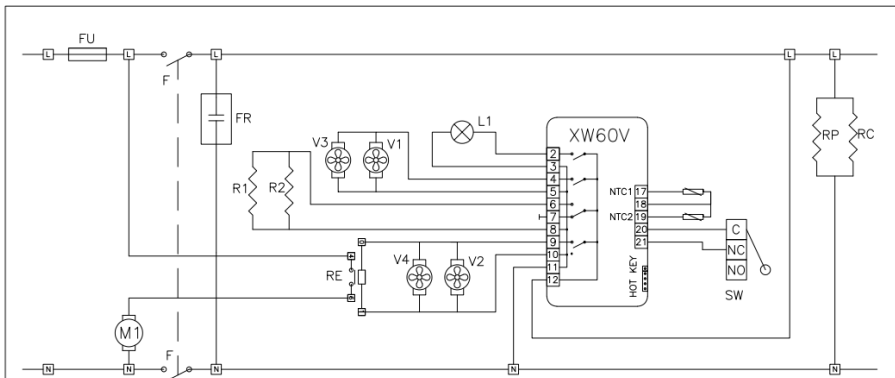 FU
L L L L L
F
FR
V3 V1
L1
XW60V
RP RC
R1 R2
2
3
4
5
6
7
8
9
10
11
12
NTC1 17
18
NTC2 19
20
21
HOT KEY
C
NC
NO
SW
RE
V4 V2
M1
F
N N N N N